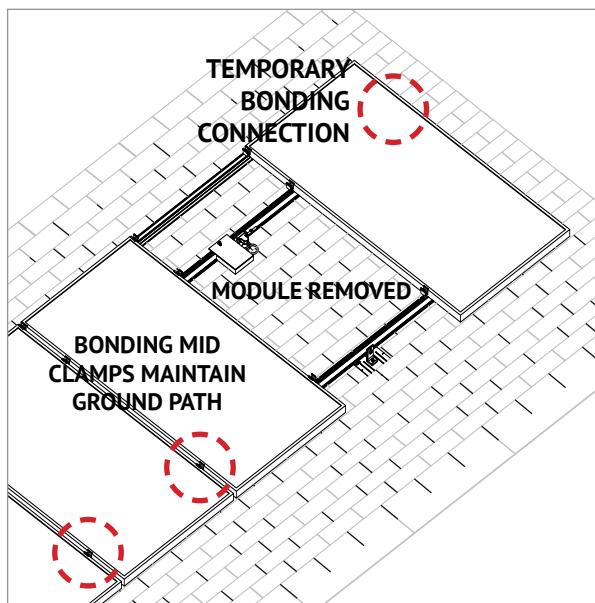 TEMPORARY
BONDING
CONNECTION
MODULE REMOVED
BONDING MID
CLAMPS MAINTAIN
GROUND PATH